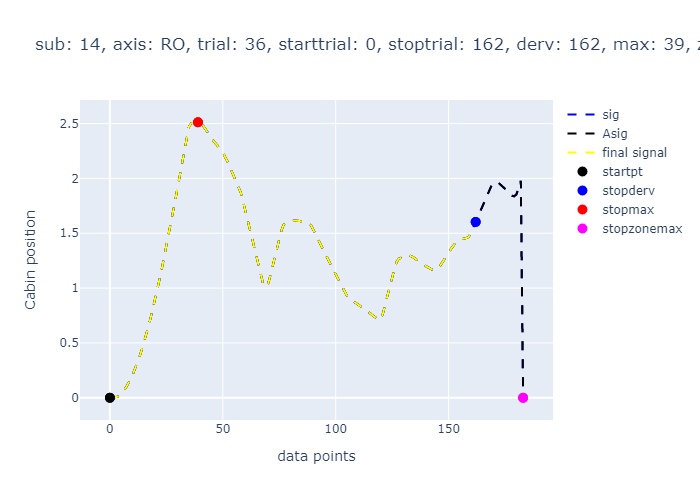 sub: 14, axis: RO, trial: 36, starttrial: 0, stoptrial: 162, derv: 162, max: 39, z
2.5
2
1.5
1
0.5
0
0
50
100
150
Cabin position
data points
sig
Asig
final signal
startpt
stopderv
stopmax
stopzonemax